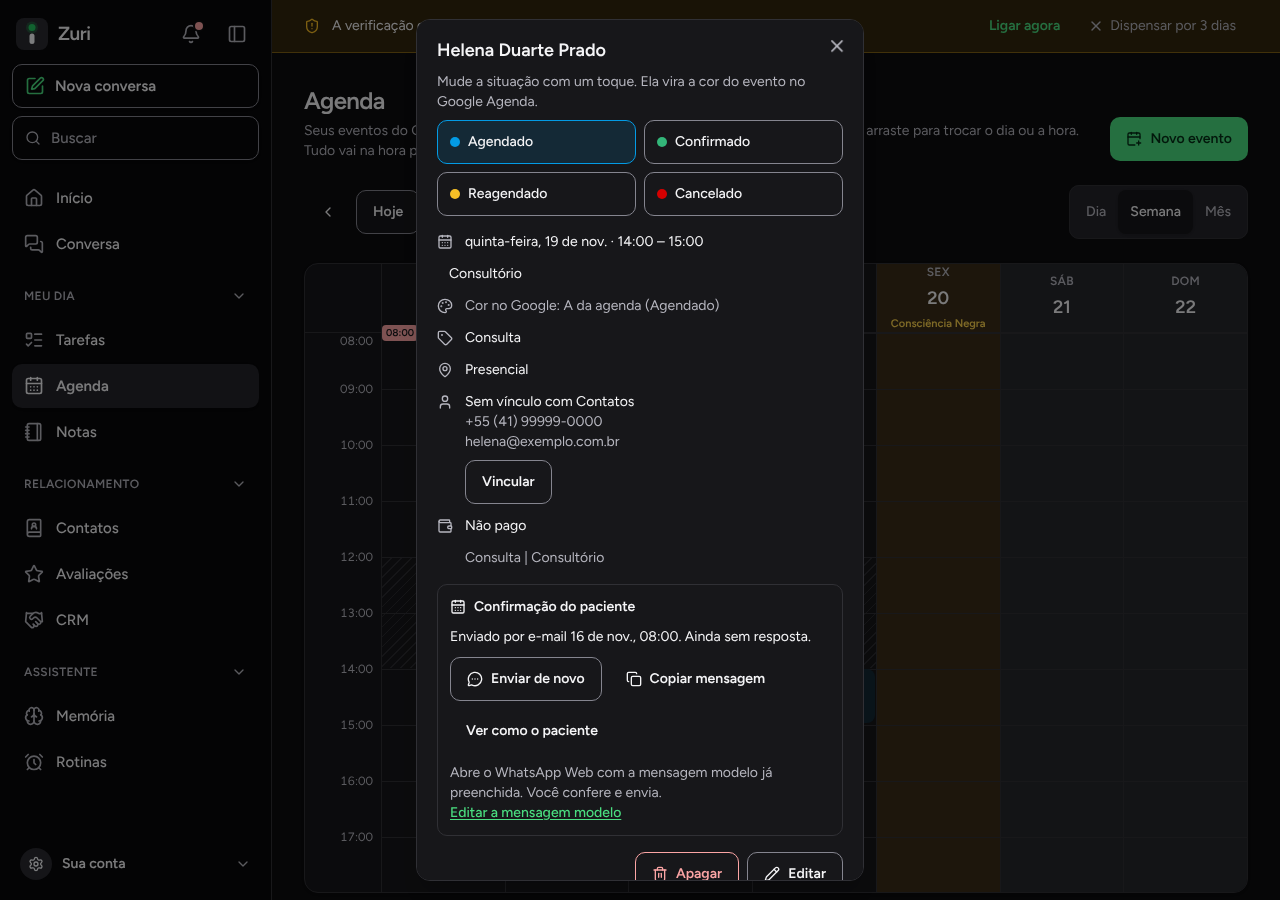 Zuri
Nova conversa
Buscar
Início
Conversa
MEU DIA
Tarefas
Agenda
Notas
RELACIONAMENTO
Contatos
Avaliações
CRM
ASSISTENTE
Memória
Rotinas
Sua conta
A verificação
Ligar agora
Dispensar por 3 dias
Agenda
Seus eventos do
arraste para trocar o dia ou a hora.
Tudo vai na hora
Novo evento
Hoje
Dia
Semana
Mês
SEX
20
Consciência Negra
SÁB
21
DOM
22
08:00
08:00
09:00
10:00
11:00
12:00
13:00
14:00
15:00
16:00
17:00
Helena Duarte Prado
Mude a situação com um toque. Ela vira a cor do evento no
Google Agenda.
Agendado
Confirmado
Reagendado
Cancelado
quinta-feira, 19 de nov. · 14:00 – 15:00
Consultório
Cor no Google: A da agenda (Agendado)
Consulta
Presencial
Sem vínculo com Contatos
+55 (41) 99999-0000
helena@exemplo.com.br
Vincular
Não pago
Consulta | Consultório
Confirmação do paciente
Enviado por e-mail 16 de nov., 08:00. Ainda sem resposta.
Enviar de novo
Copiar mensagem
Ver como o paciente
Abre o WhatsApp Web com a mensagem modelo já
preenchida. Você confere e envia.
Editar a mensagem modelo
Apagar
Editar